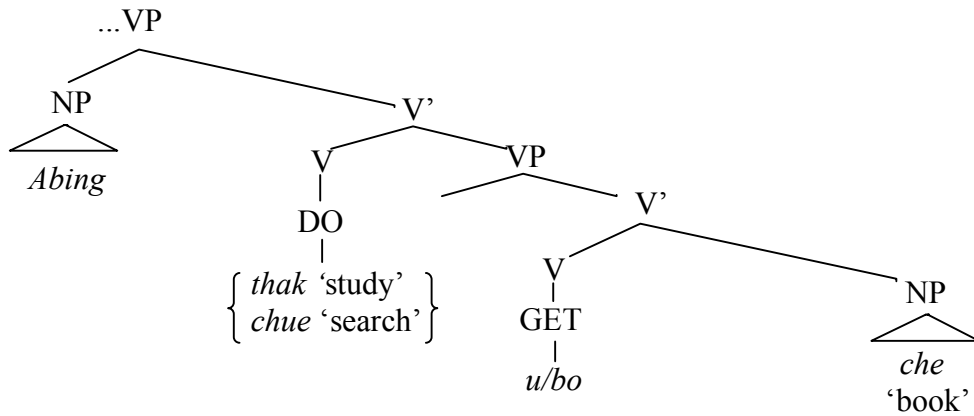 ...VP
NP V’
Abing
V VP
DO V’
thak ‘study’
chue ‘search’
V NP
GET
u/bo
che
‘book’